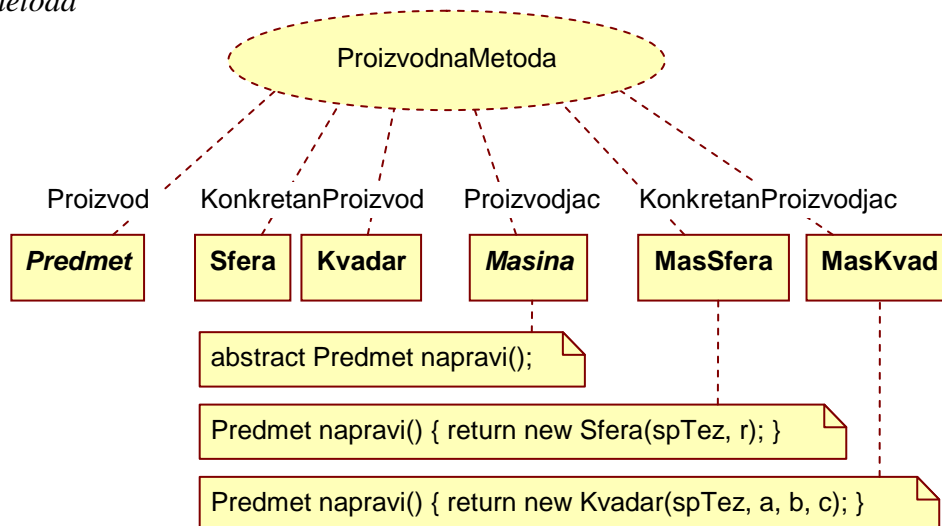 ProizvodnaMetoda
Proizvod KonkretanProizvod Proizvodjac KonkretanProizvodjac
Predmet Sfera Kvadar Masina MasSfera MasKvad
abstract Predmet napravi();
Predmet napravi() { return new Sfera(spTez, r); }
Predmet napravi() { return new Kvadar(spTez, a, b, c); }